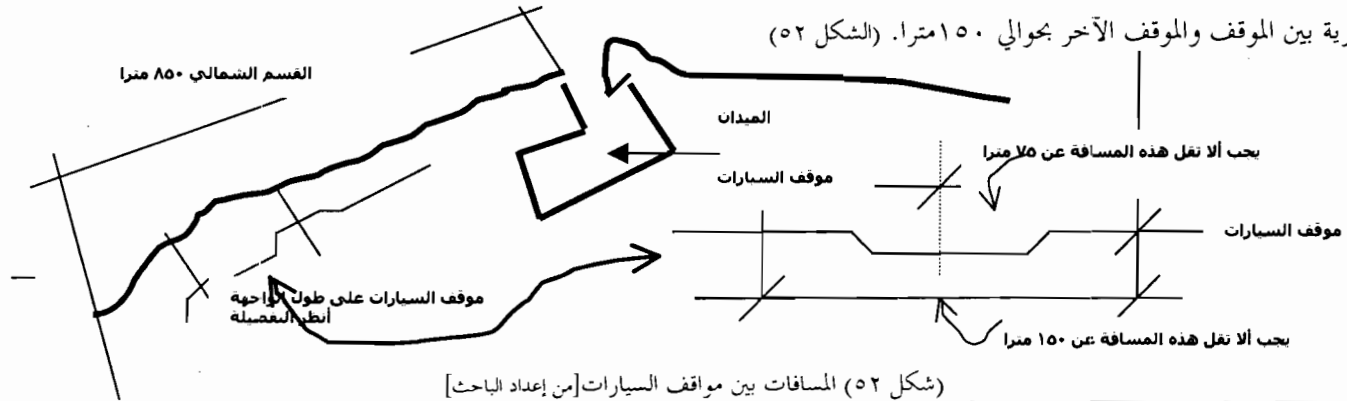 رية بين الموقف والموقف الآخر بحوالي ١٥٠مترا. (الشكل ٥٢)
القسم الشمالي ٨٥٠ مترا
الميدان
يجب ألا تقل هذه المسافة عن ٧٥ مترا
موقف السيارات
موقف السيارات
موقف السيارات على طول الواجهة
أنظر التفصيلة
يجب ألا تقل هذه المسافة عن ١٥٠ مترا
(شكل ٥٢) المسافات بين مواقف السيارات[من إعداد الباحث]